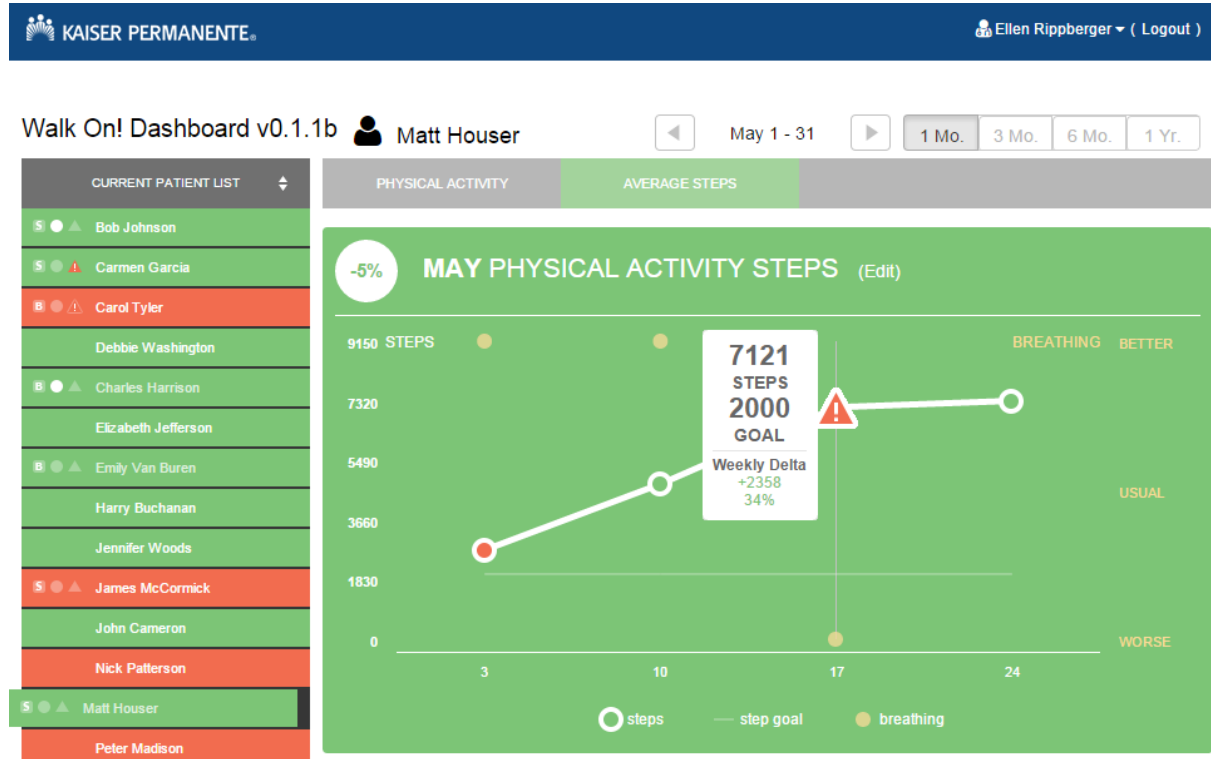 KAISER PERMANENTE®
Ellen Rippberger ( Logout )
Walk On! Dashboard v0.1.1b
Matt Houser
May 1 - 31
1 Mo. 3 Mo. 6 Mo. 1 Yr.
CURRENT PATIENT LIST
PHYSICAL ACTIVITY
AVERAGE STEPS
S Bob Johnson
S Carmen Garcia
B Carol Tyler
Debbie Washington
B Charles Harrison
Elizabeth Jefferson
B Emily Van Buren
Harry Buchanan
Jennifer Woods
S James McCormick
John Cameron
Nick Patterson
S Matt Houser
Peter Madison
-5%
MAY PHYSICAL ACTIVITY STEPS (Edit)
9150 STEPS
7320
5490
3660
1830
0
7121
STEPS
2000
GOAL
Weekly Delta
+2358
34%
BREATHING BETTER
USUAL
WORSE
3 10 17 24
steps step goal breathing